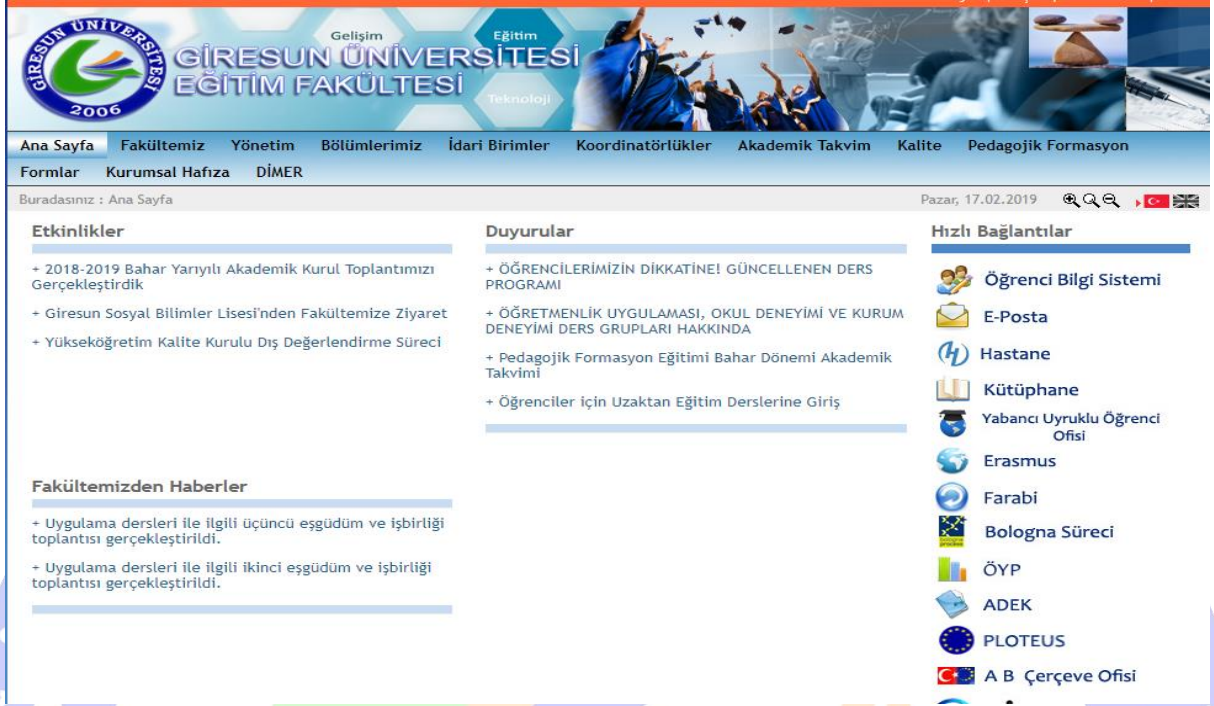 GİRESUN ÜNİVERSİTESİ
2006
Gelişim
Eğitim
GİRESUN ÜNİVERSİTESİ
EĞİTİM FAKÜLTESİ
Teknoloji
Ana Sayfa Fakültemiz Yönetim Bölümlerimiz İdari Birimler Koordinatörlükler Akademik Takvim Kalite Pedagojik Formasyon
Formlar Kurumsal Hafıza DİMER
Buradasınız : Ana Sayfa
Pazar, 17.02.2019
Etkinlikler
+ 2018-2019 Bahar Yarıyılı Akademik Kurul Toplantımızı
Gerçekleştirdik
+ Giresun Sosyal Bilimler Lisesi'nden Fakültemize Ziyaret
+ Yükseköğretim Kalite Kurulu Dış Değerlendirme Süreci
Fakültemizden Haberler
+ Uygulama dersleri ile ilgili üçüncü eşgüdüm ve işbirliği
toplantısı gerçekleştirildi.
+ Uygulama dersleri ile ilgili ikinci eşgüdüm ve işbirliği
toplantısı gerçekleştirildi.
Duyurular
+ ÖĞRENCİLERİMİZİN DİKKATİNE! GÜNCELLENEN DERS
PROGRAMI
+ ÖĞRETMENLİK UYGULAMASI, OKUL DENEYİMİ VE KURUM
DENEYİMİ DERS GRUPLARI HAKKINDA
+ Pedagojik Formasyon Eğitimi Bahar Dönemi Akademik
Takvimi
+ Öğrenciler için Uzaktan Eğitim Derslerine Giriş
Hızlı Bağlantılar
Öğrenci Bilgi Sistemi
E-Posta
Hastane
Kütüphane
Yabancı Uyruklu Öğrenci
Ofisi
Erasmus
Farabi
Bologna Süreci
ÖYP
ADEK
PLOTEUS
A B Çerçeve Ofisi